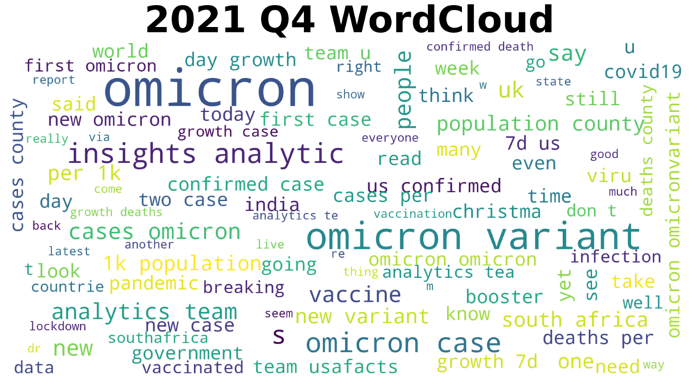 2021 Q4 WordCloud
world
confirmed death
u
first omicron
day growth
team u
right
go
say
report
omicron
show
people
week
w
state
covid19
said
think
uk
still
new omicron
today
first case
population county
really
via
growth case
everyone
cases county
insights analytic
read
many
7d us
good
even
deaths county
omicron omicronvariant
per 1k
come
confirmed case
us confirmed
viru
much
day
two case
india
cases per
time
growth deaths
analytics te
vaccination
christma
don t
back
cases omicron
another
live
omicron variant
latest
re
t
look
1k population
going
omicron omicron
infection
countrie
pandemic
breaking
thing
analytics tea
m
yet
see
take
vaccine
booster
well
analytics team
seem
new variant
know
south africa
lockdown
new case
s
southafrica
omicron case
deaths per
dr
new
government
data
vaccinated
team usafacts
growth 7d
one
need
way